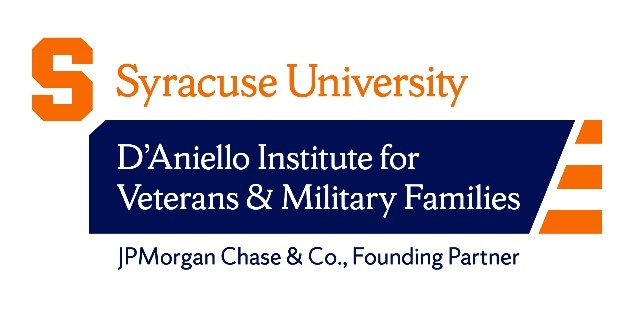 S Syracuse University
D’Aniello Institute for
Veterans & Military Families
JPMorgan Chase & Co., Founding Partner